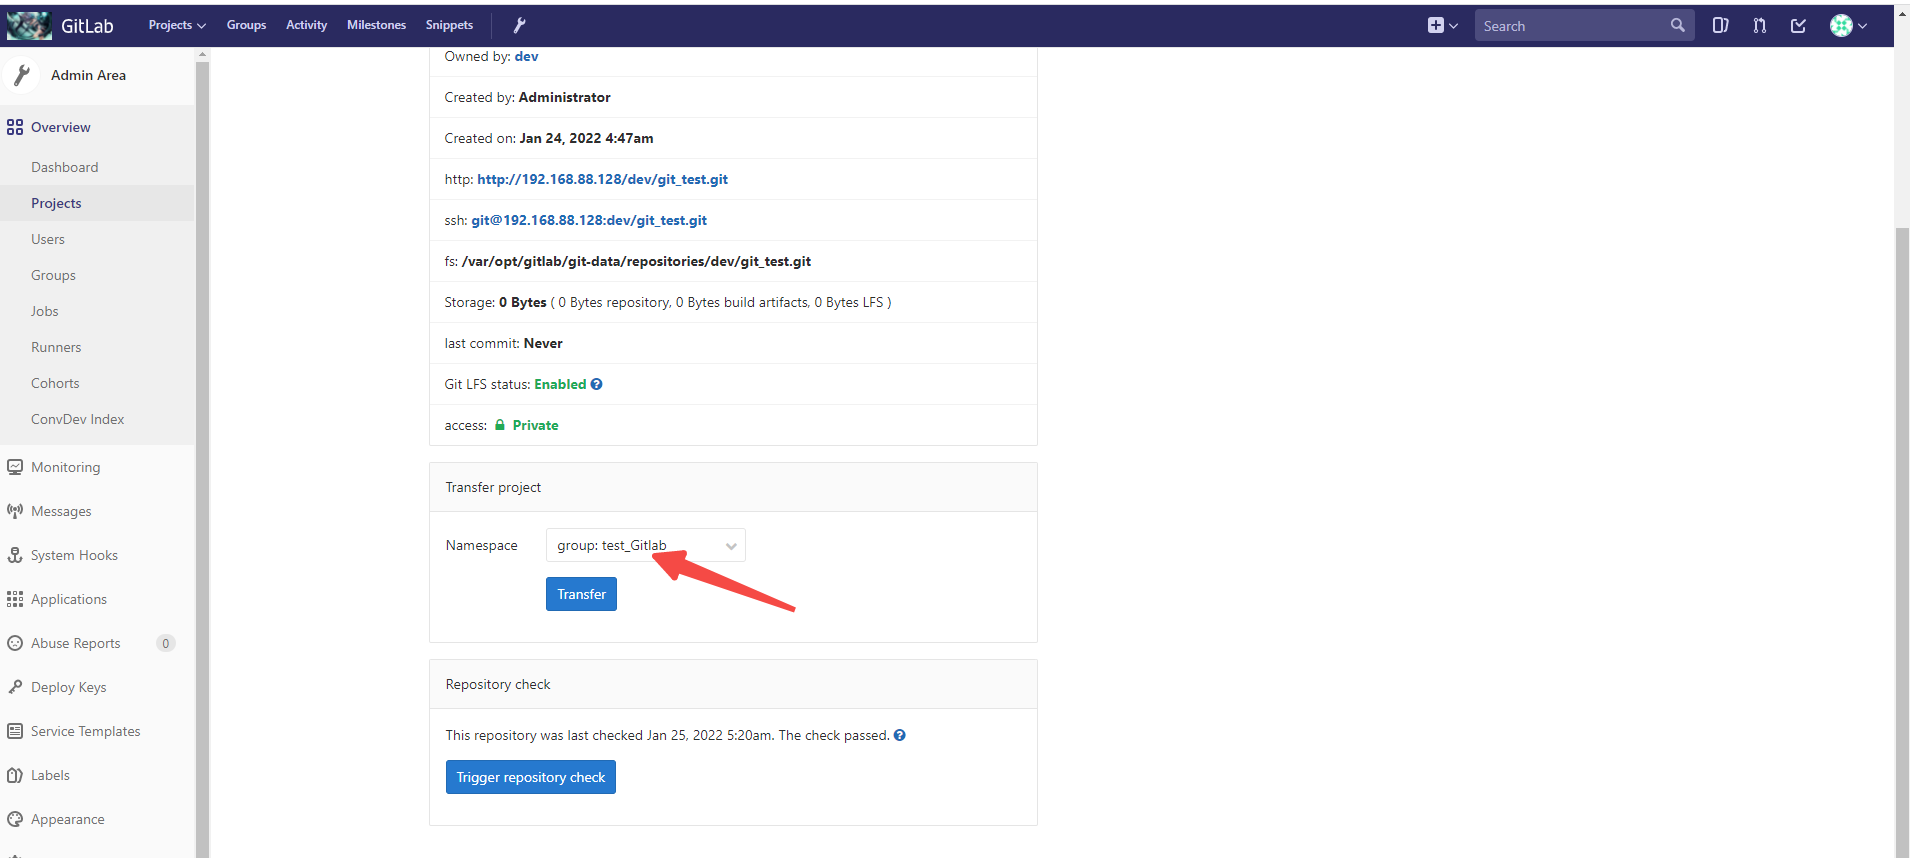 GitLab Projects Groups Activity Milestones Snippets Search
Admin Area
Overview
Dashboard
Projects
Users
Groups
Jobs
Runners
Cohorts
ConvDev Index
Monitoring
Messages
System Hooks
Applications
Abuse Reports 0
Deploy Keys
Service Templates
Labels
Appearance
Owned by: dev
Created by: Administrator
Created on: Jan 24, 2022 4:47am
http: http://192.168.88.128/dev/git_test.git
ssh: git@192.168.88.128:dev/git_test.git
fs: /var/opt/gitlab/git-data/repositories/dev/git_test.git
Storage: 0 Bytes ( 0 Bytes repository, 0 Bytes build artifacts, 0 Bytes LFS )
last commit: Never
Git LFS status: Enabled
access: Private
Transfer project
Namespace group: test_Gitlab
Transfer
Repository check
This repository was last checked Jan 25, 2022 5:20am. The check passed.
Trigger repository check